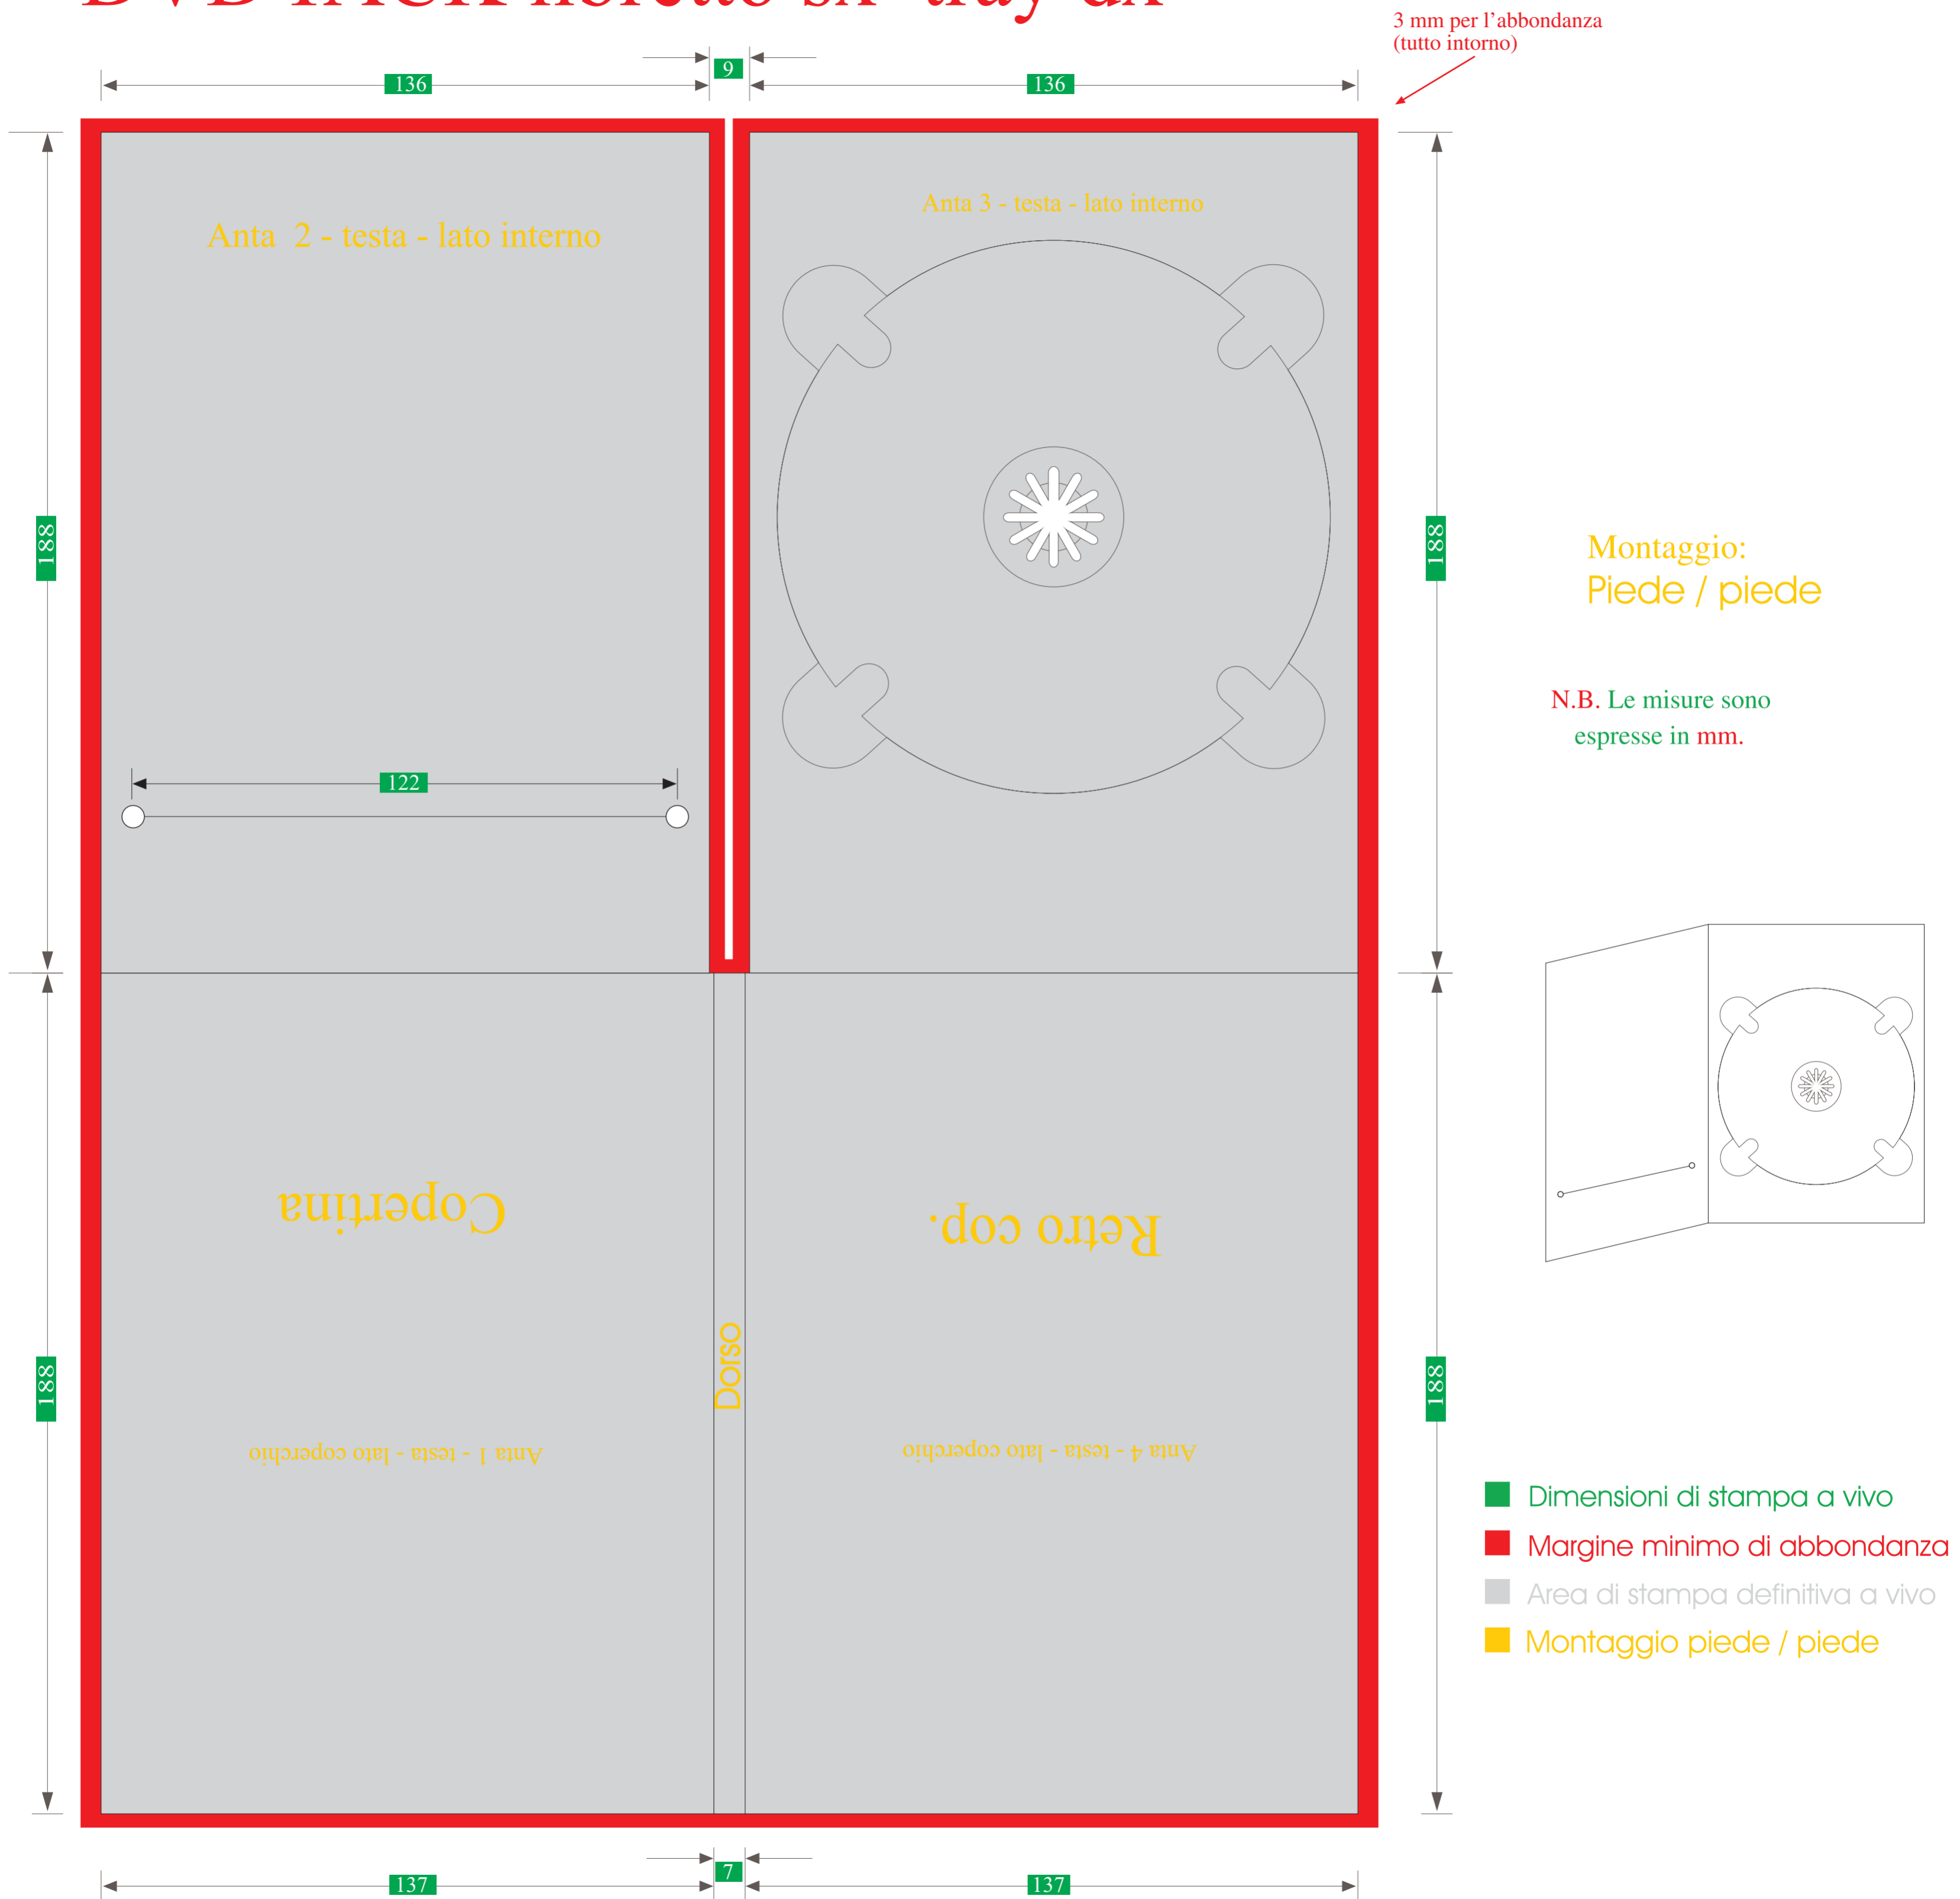 3 mm per l'abbondanza
(tutto intorno)
9
136
136
Anta 2 - testa - lato interno
Anta 3 - testa - lato interno
188
188
Montaggio:
Piede / piede
N.B. Le misure sono
espresse in mm.
122
Copertina
Retro cop.
Dorso
188
188
Anta 1 - testa - lato coperchio
Anta 4 - testa - lato coperchio
Dimensioni di stampa a vivo
Margine minimo di abbondanza
Area di stampa definitiva a vivo
Montaggio piede / piede
7
137
137